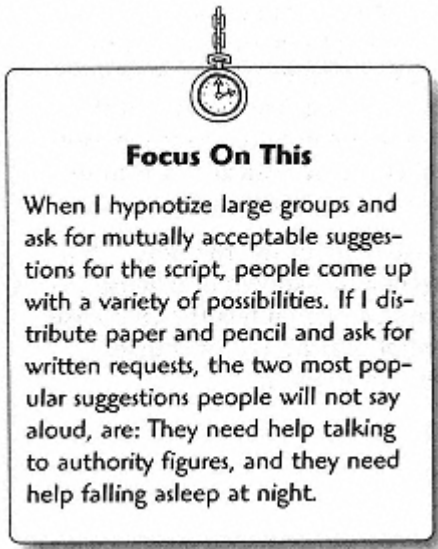 Focus On This
When I hypnotize large groups and
ask for mutually acceptable sugges-
tions for the script, people come up
with a variety of possibilities. If I dis-
tribute paper and pencil and ask for
written requests, the two most pop-
ular suggestions people will not say
aloud, are: They need help talking
to authority figures, and they need
help falling asleep at night.